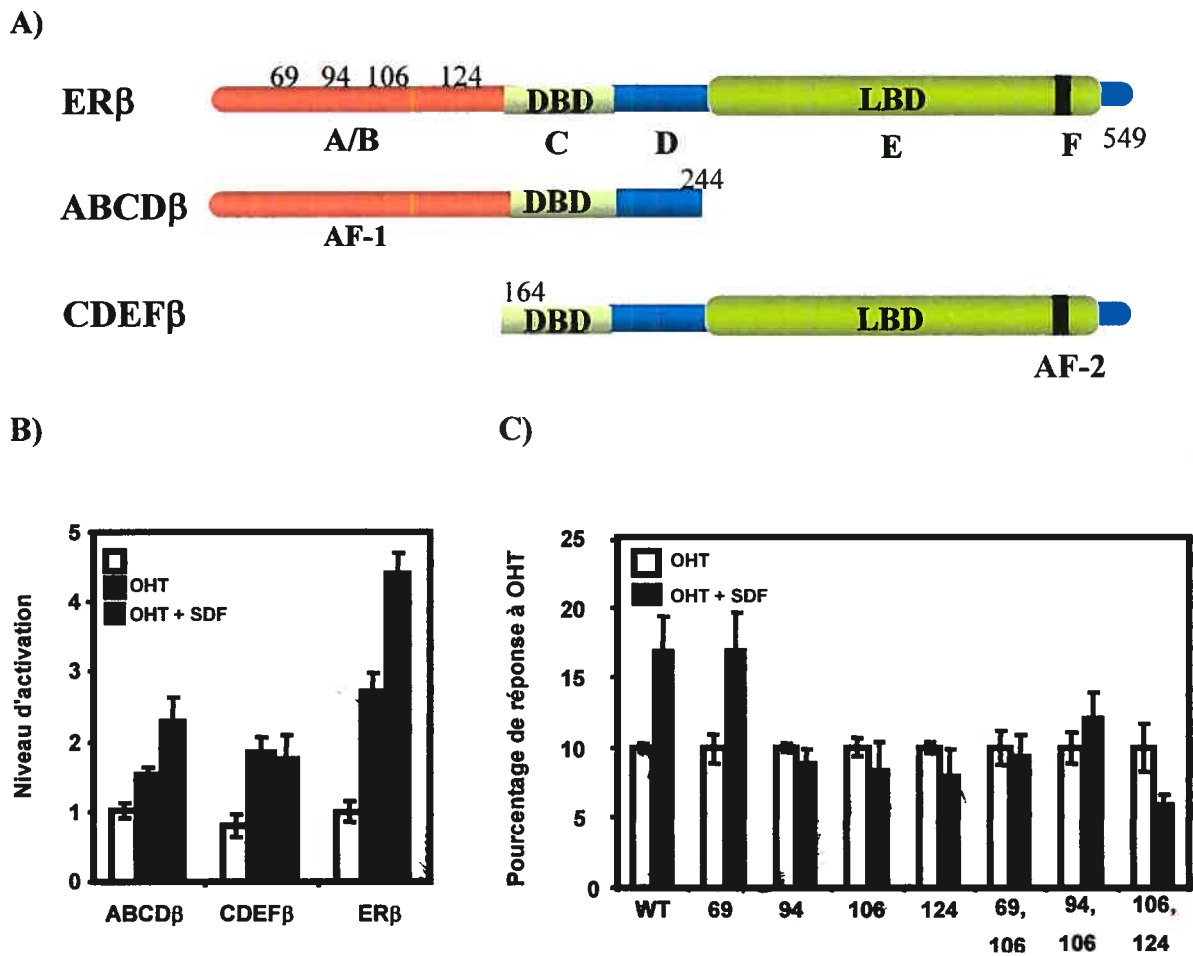 A)
69 94 106 124
ERβ DBD LBD
A/B C D E F 549
244
ABCDβ DBD
AF-1
164
CDEFβ DBD LBD
AF-2
B)
Niveau d'activation
5
4
3
2
1
0
OHT
OHT + SDF
ABCDβ CDEFβ ERβ
C)
Pourcentage de réponse à OHT
25
20
15
10
5
0
OHT
OHT + SDF
WT 69 94 106 124 69, 94, 106,
106 106 124